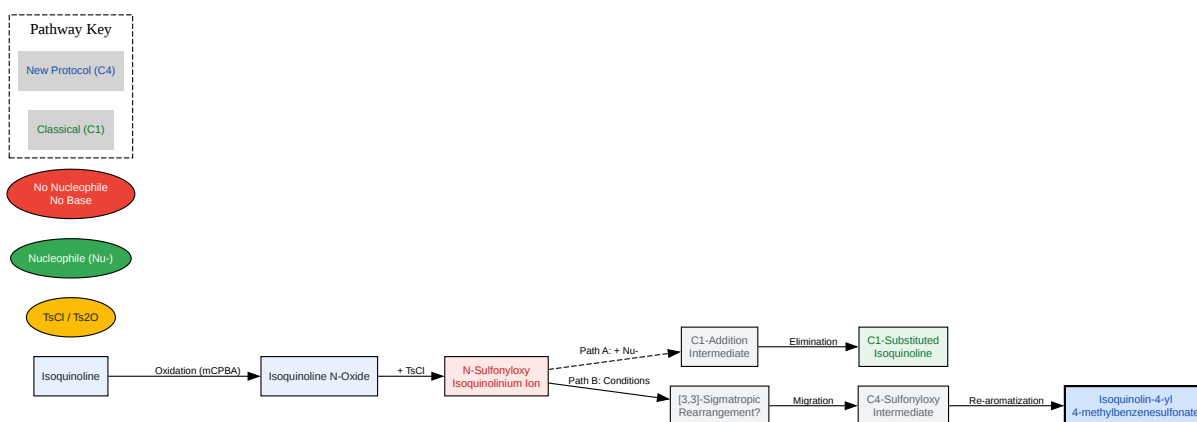 Pathway Key
New Protocol (C4)
Classical (C1)
No Nucleophile
No Base
Nucleophile (Nu-)
TsCl / Ts2O
Isoquinoline
Oxidation (mCPBA)
Isoquinoline N-Oxide
+ TsCl
N-Sulfonyloxy
Isoquinolinium Ion
Path A: + Nu-
C1-Addition
Intermediate
Elimination
C1-Substituted
Isoquinoline
Path B: Conditions
[3,3]-Sigmatropic
Rearrangement?
Migration
C4-Sulfonyloxy
Intermediate
Re-aromatization
Isoquinolin-4-yl
4-methylbenzenesulfonate